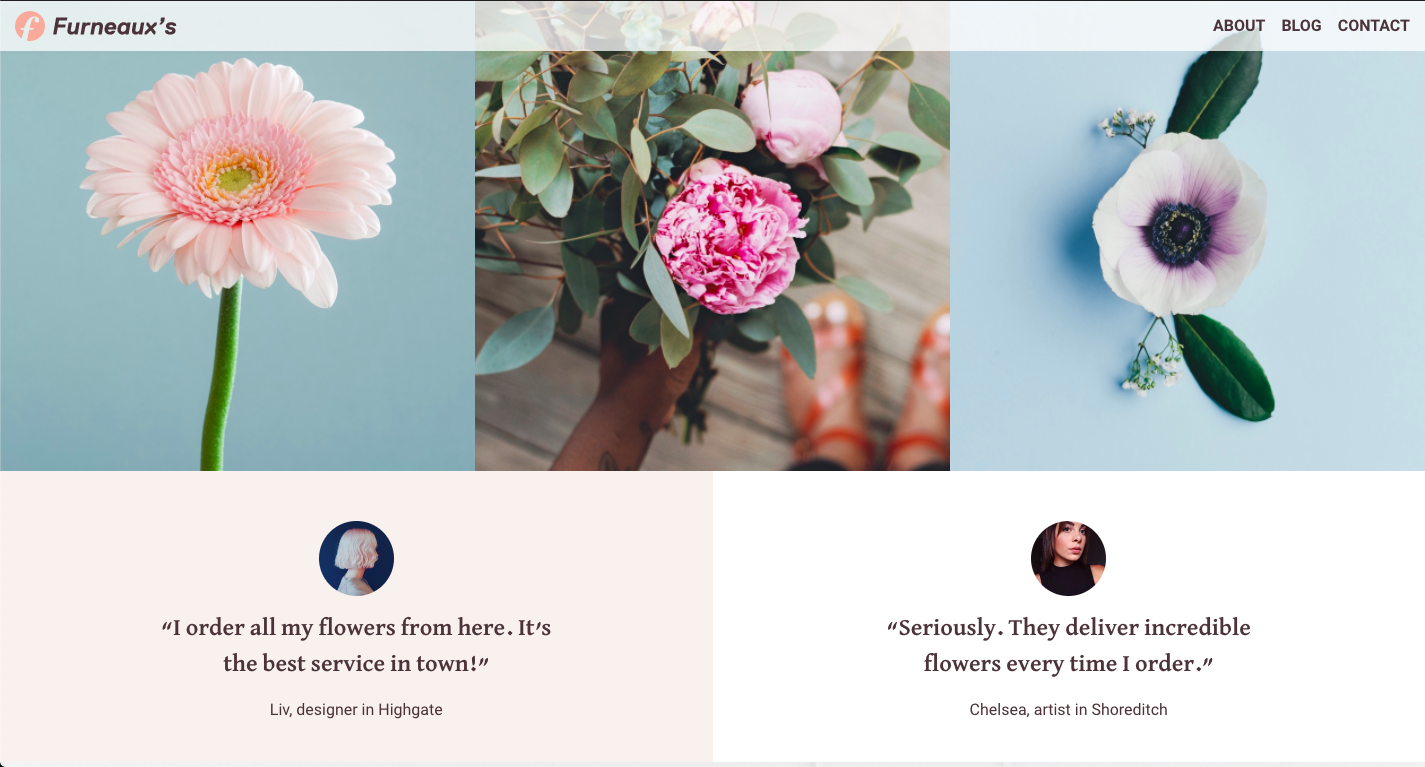 f Furneaux's
ABOUT BLOG CONTACT
“I order all my flowers from here. It’s
the best service in town!”
Liv, designer in Highgate
“Seriously. They deliver incredible
flowers every time I order.”
Chelsea, artist in Shoreditch